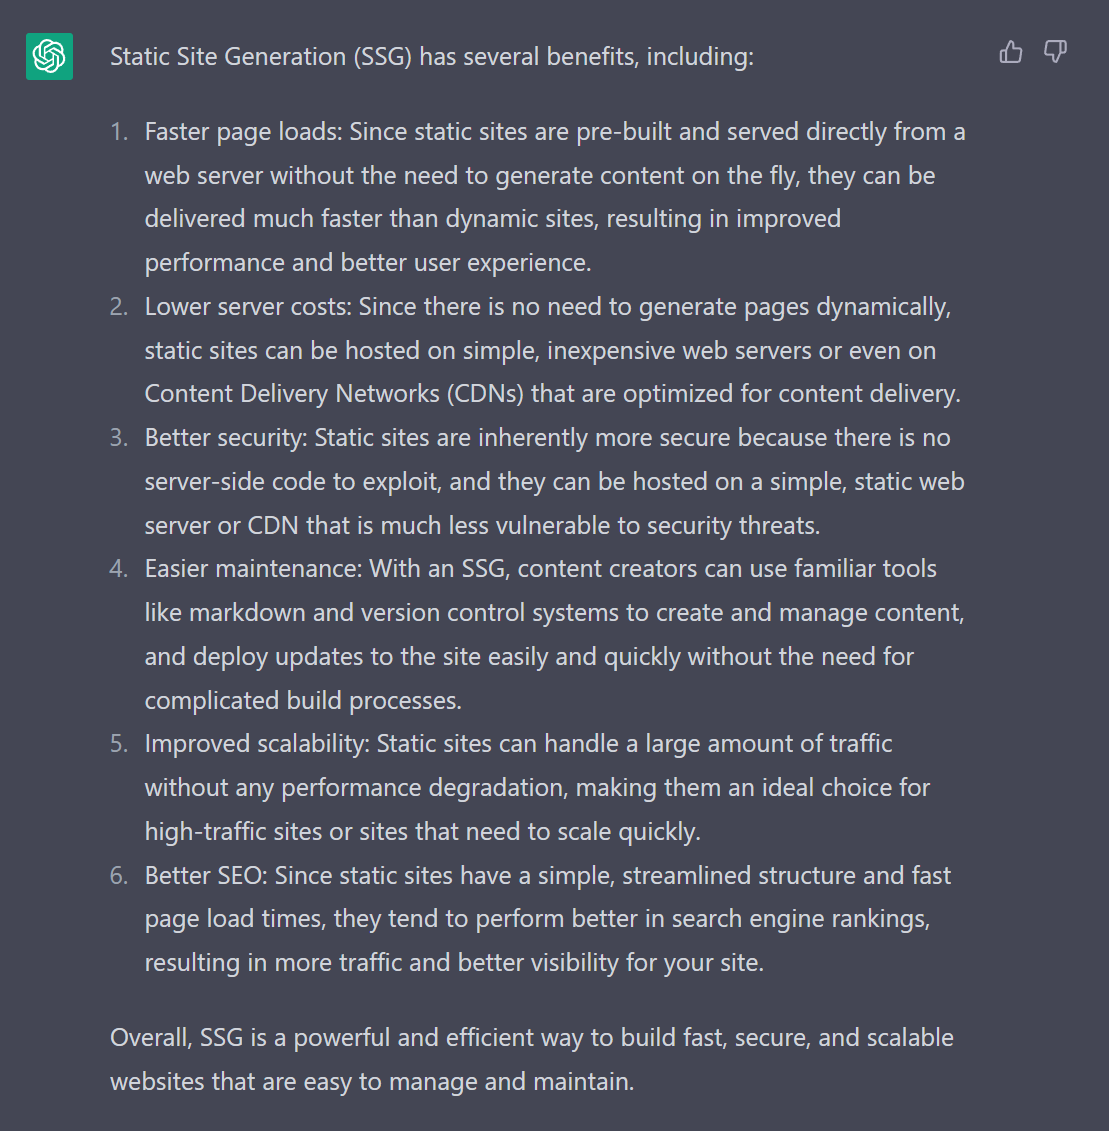 Static Site Generation (SSG) has several benefits, including:
1. Faster page loads: Since static sites are pre-built and served directly from a
web server without the need to generate content on the fly, they can be
delivered much faster than dynamic sites, resulting in improved
performance and better user experience.
2. Lower server costs: Since there is no need to generate pages dynamically,
static sites can be hosted on simple, inexpensive web servers or even on
Content Delivery Networks (CDNs) that are optimized for content delivery.
3. Better security: Static sites are inherently more secure because there is no
server-side code to exploit, and they can be hosted on a simple, static web
server or CDN that is much less vulnerable to security threats.
4. Easier maintenance: With an SSG, content creators can use familiar tools
like markdown and version control systems to create and manage content,
and deploy updates to the site easily and quickly without the need for
complicated build processes.
5. Improved scalability: Static sites can handle a large amount of traffic
without any performance degradation, making them an ideal choice for
high-traffic sites or sites that need to scale quickly.
6. Better SEO: Since static sites have a simple, streamlined structure and fast
page load times, they tend to perform better in search engine rankings,
resulting in more traffic and better visibility for your site.
Overall, SSG is a powerful and efficient way to build fast, secure, and scalable
websites that are easy to manage and maintain.